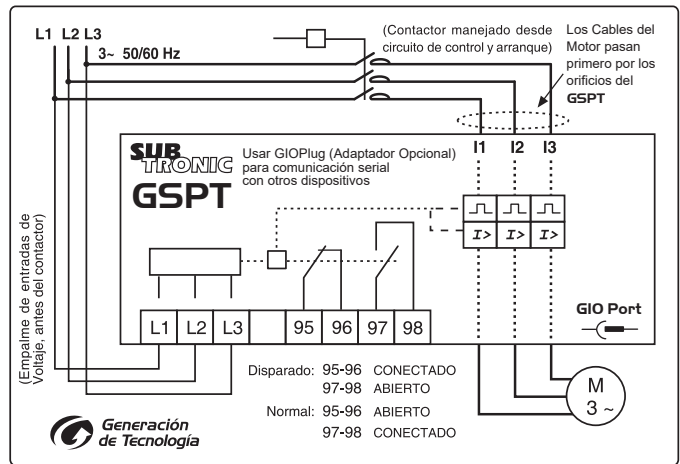 L1 L2 L3
3~ 50/60 Hz
(Contactor manejado desde
circuito de control y arranque)
Los Cables del
Motor pasan
primero por los
orificios del
GSPT
I1 I2 I3
SUB
TRONIC
GSPT
Usar GIOPlug (Adaptador Opcional)
para comunicación serial
con otros dispositivos
I> I> I>
(Empalme de entradas de
Voltaje, antes del contactor)
GIO Port
L1 L2 L3 95 96 97 98
Disparado: 95-96 CONECTADO
97-98 ABIERTO
Normal: 95-96 ABIERTO
97-98 CONECTADO
M
3 ~
Generación
de Tecnología